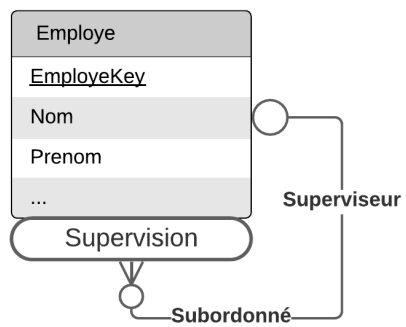 Employe
EmployeKey
Nom
Prenom
...
Supervision
Superviseur
Subordonné